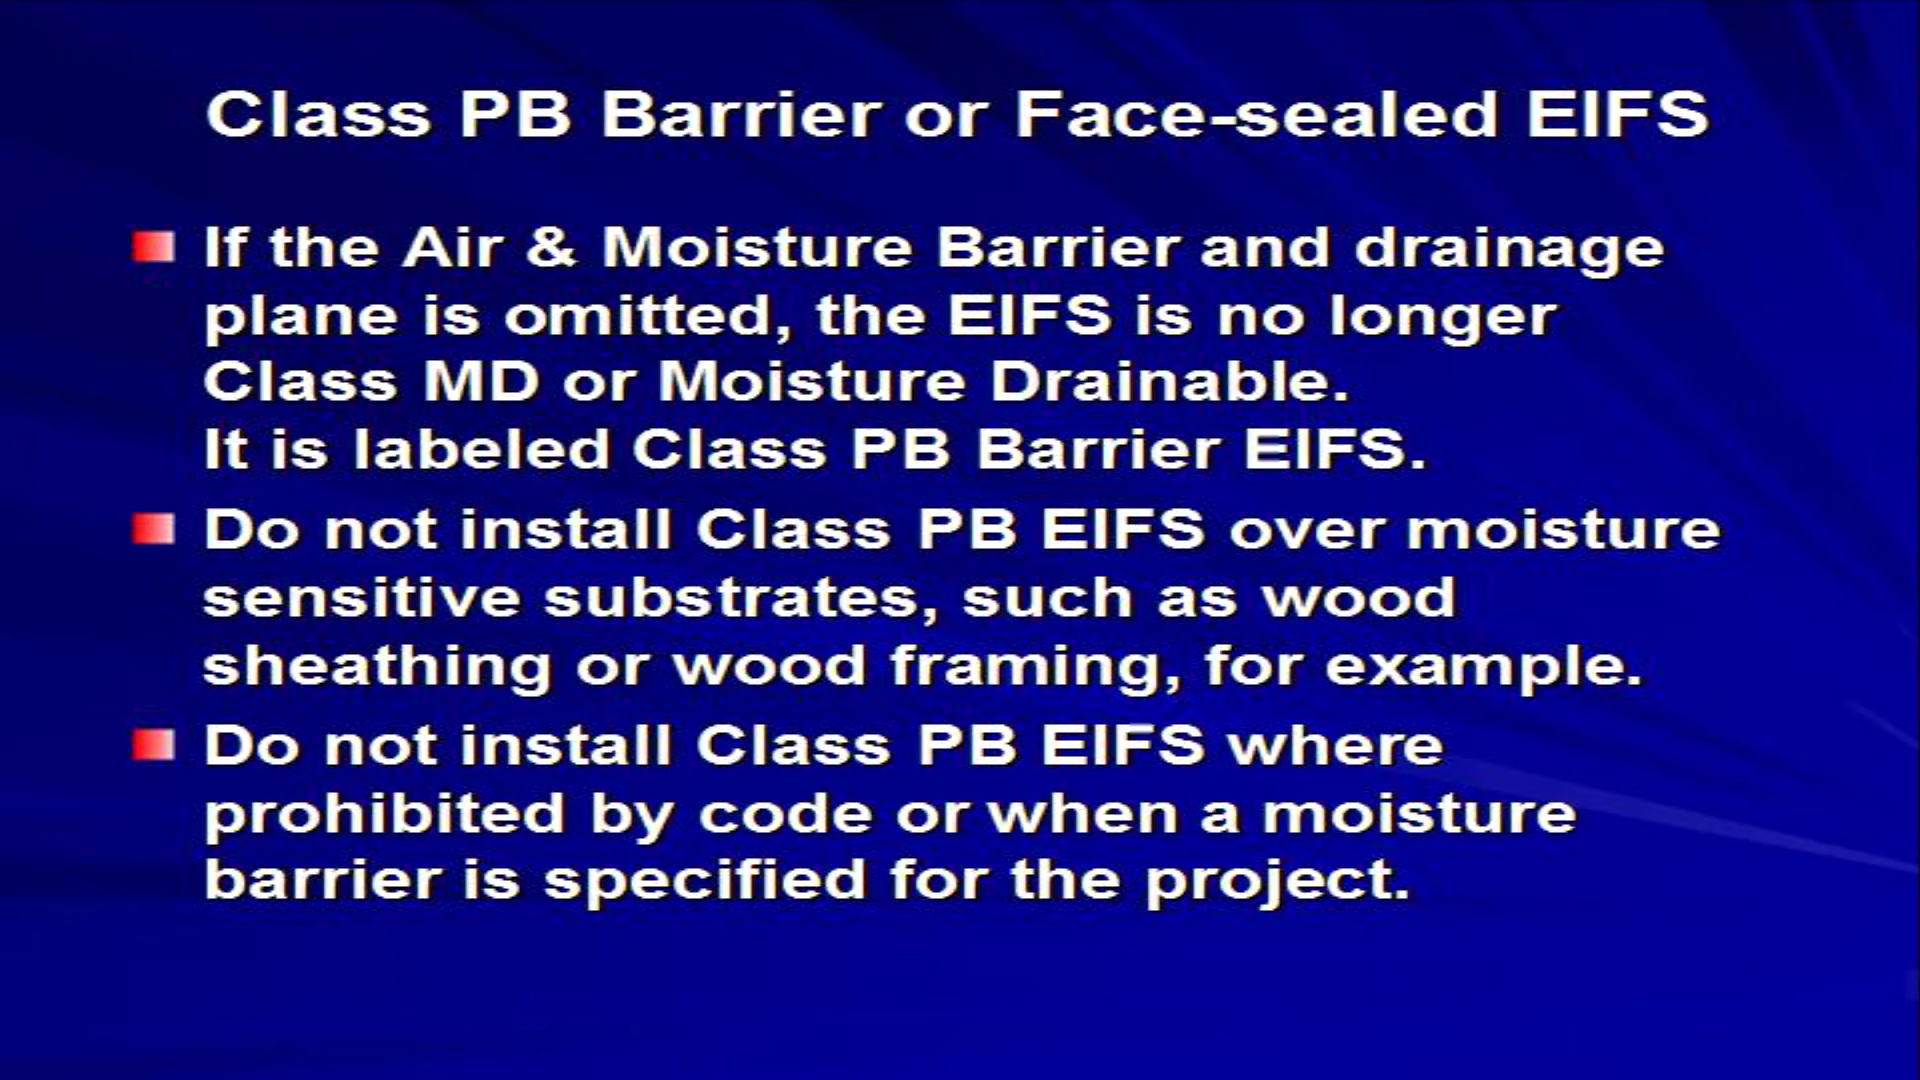 Class PB Barrier or Face-sealed EIFS
If the Air & Moisture Barrier and drainage
plane is omitted, the EIFS is no longer
Class MD or Moisture Drainable.
It is labeled Class PB Barrier EIFS.
Do not install Class PB EIFS over moisture
sensitive substrates, such as wood
sheathing or wood framing, for example.
Do not install Class PB EIFS where
prohibited by code or when a moisture
barrier is specified for the project.